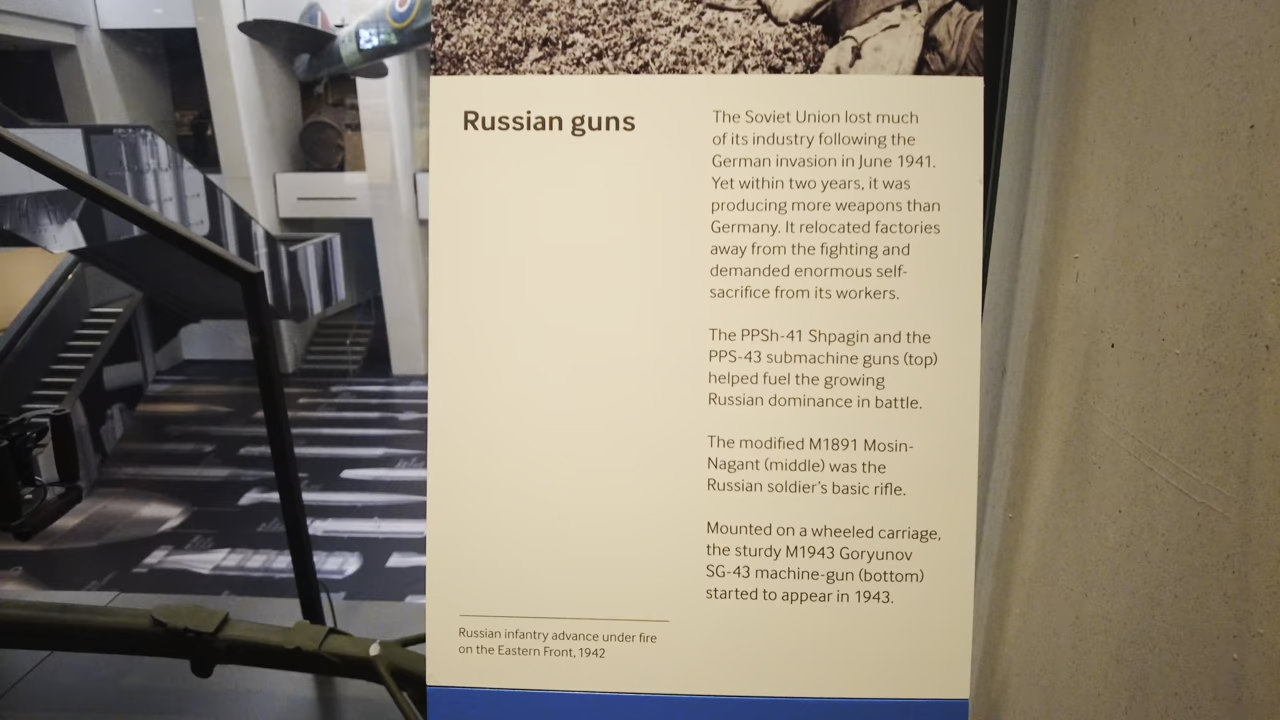 Russian guns
The Soviet Union lost much
of its industry following the
German invasion in June 1941.
Yet within two years, it was
producing more weapons than
Germany. It relocated factories
away from the fighting and
demanded enormous self-
sacrifice from its workers.
The PPSh-41 Shpagin and the
PPS-43 submachine guns (top)
helped fuel the growing
Russian dominance in battle.
The modified M1891 Mosin-
Nagant (middle) was the
Russian soldier's basic rifle.
Mounted on a wheeled carriage,
the sturdy M1943 Goryunov
SG-43 machine-gun (bottom)
started to appear in 1943.
Russian infantry advance under fire
on the Eastern Front, 1942